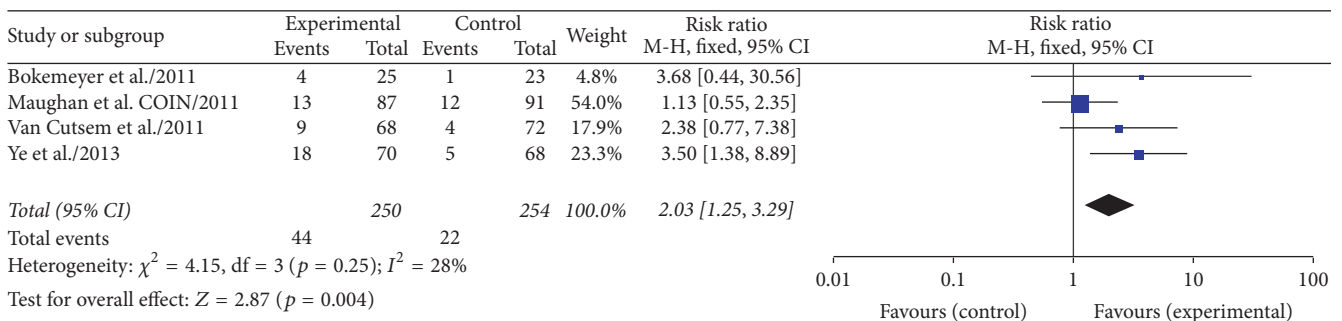 Study or subgroup Experimental Control Weight Risk ratio Risk ratio
Events Total Events Total M-H, fixed, 95% CI M-H, fixed, 95% CI
Bokemeyer et al./2011 4 25 1 23 4.8% 3.68 [0.44, 30.56]
Maughan et al. COIN/2011 13 87 12 91 54.0% 1.13 [0.55, 2.35]
Van Cutsem et al./2011 9 68 4 72 17.9% 2.38 [0.77, 7.38]
Ye et al./2013 18 70 5 68 23.3% 3.50 [1.38, 8.89]
Total (95% CI) 250 254 100.0% 2.03 [1.25, 3.29]
Total events 44 22
Heterogeneity: χ² = 4.15, df = 3 (p = 0.25); I² = 28%
Test for overall effect: Z = 2.87 (p = 0.004)
0.01 0.1 1 10 100
Favours (control) Favours (experimental)